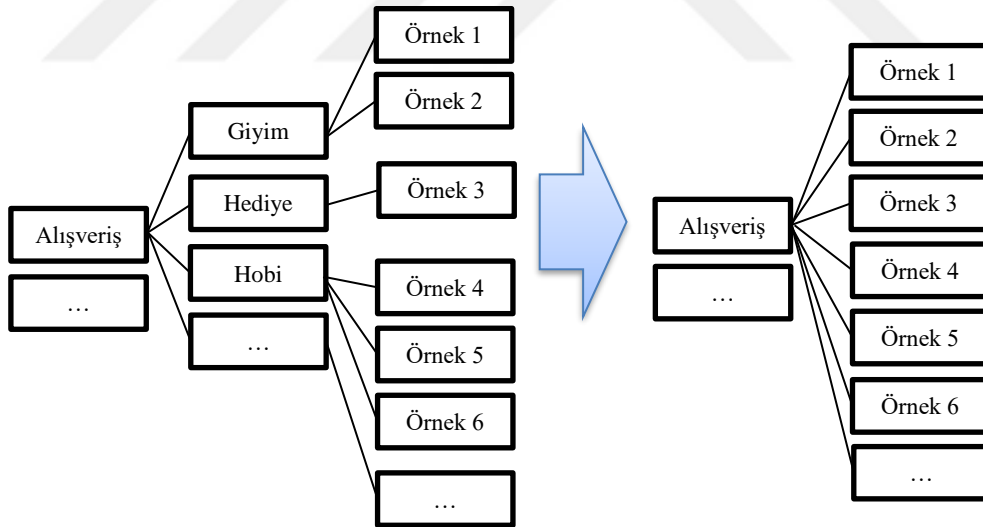 Alışveriş
…
Giyim
Hediye
Hobi
…
Örnek 1
Örnek 2
Örnek 3
Örnek 4
Örnek 5
Örnek 6
…
Alışveriş
…
Örnek 1
Örnek 2
Örnek 3
Örnek 4
Örnek 5
Örnek 6
…